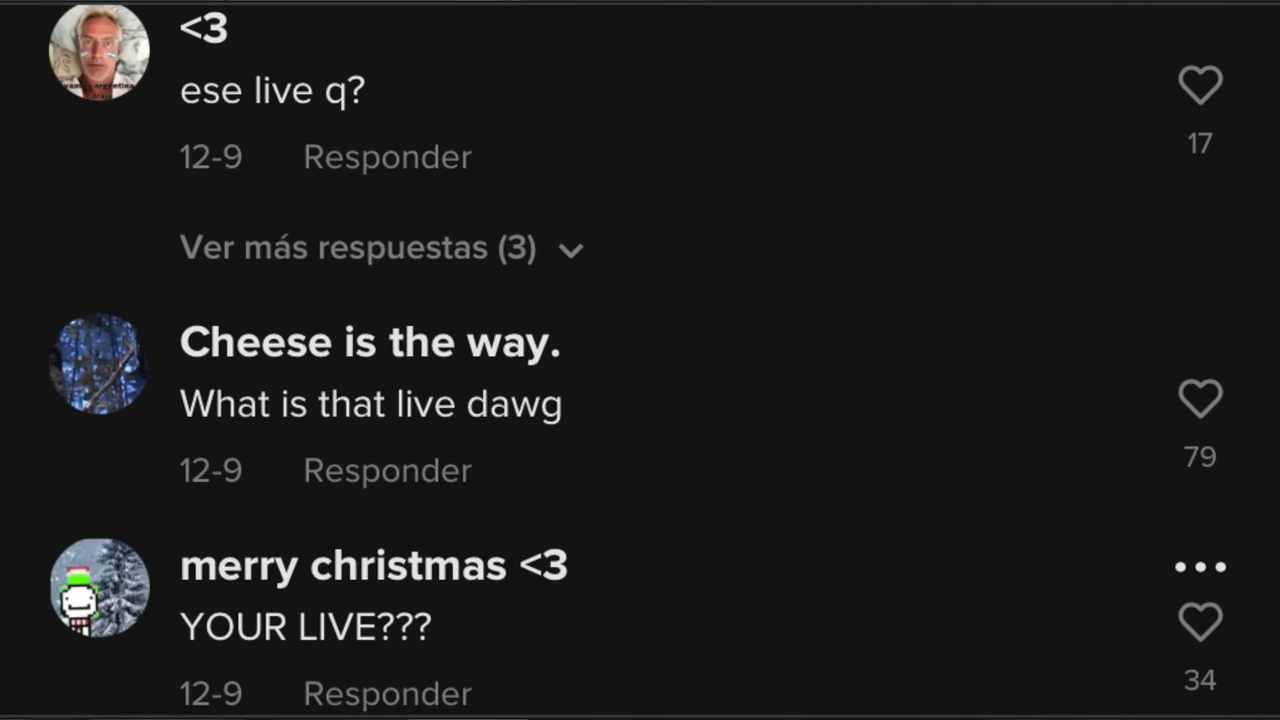 <3
ese live q?
12-9 Responder
17
Ver más respuestas (3)
Cheese is the way.
What is that live dawg
12-9 Responder
79
merry christmas <3
YOUR LIVE???
12-9 Responder
34